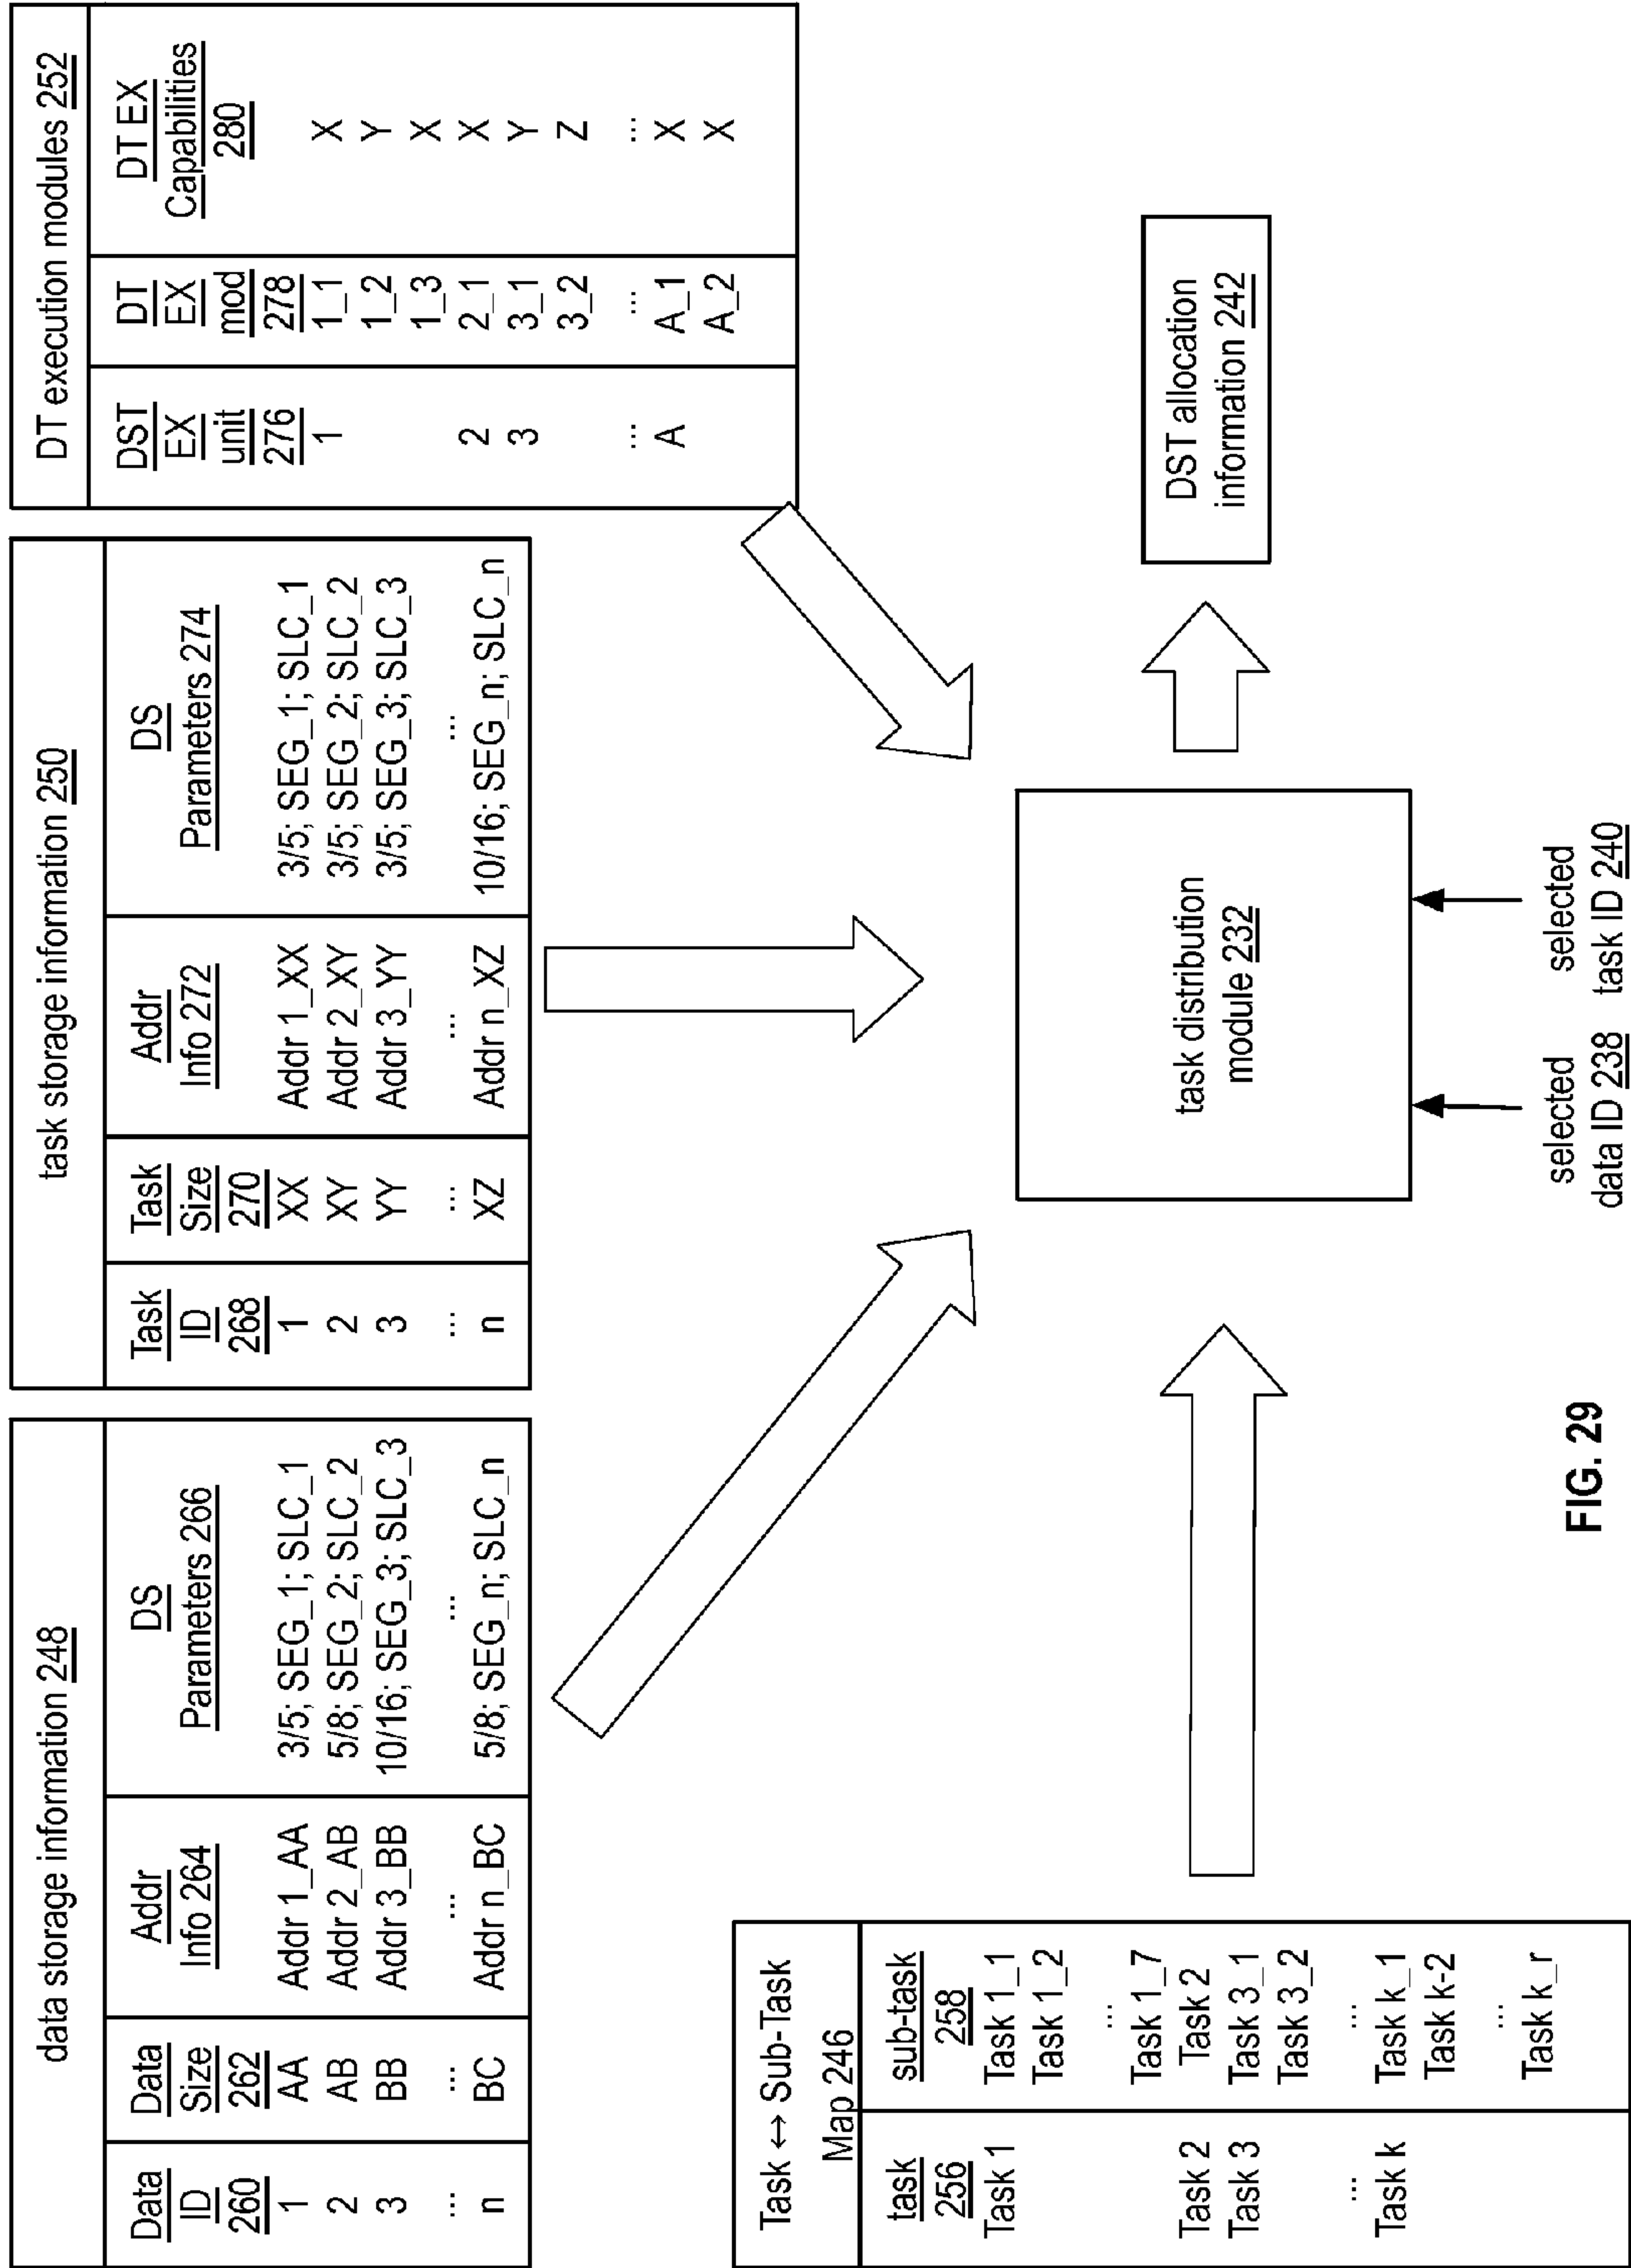 data storage information 248
Data ID 260 Data Size 262 Addr Info 264 DS Parameters 266
1 AA Addr 1_AA 3/5; SEG_1; SLC_1
2 AB Addr 2_AB 5/8; SEG_2; SLC_2
3 BB Addr 3_BB 10/16; SEG_3; SLC_3
... ... ... ...
n BC Addr n_BC 5/8; SEG_n; SLC_n
task storage information 250
Task ID 268 Task Size 270 Addr Info 272 DS Parameters 274
1 XX Addr 1_XX 3/5; SEG_1; SLC_1
2 XY Addr 2_XY 3/5; SEG_2; SLC_2
3 YY Addr 3_YY 3/5; SEG_3; SLC_3
... ... ... ...
n XZ Addr n_XZ 10/16; SEG_n; SLC_n
DT execution modules 252
DST EX unit 276 DT EX mod 278 DT EX Capabilities 280
1 1_1 X
1_2 Y
1_3 X
2 2_1 X
3 3_1 Y
3_2 Z
... ... ...
A A_1 X
A_2 X
Task ↔ Sub-Task
Map 246
task 256 sub-task 258
Task 1 Task 1_1
Task 1_2
...
Task 1_7
Task 2 Task 2
Task 3 Task 3_1
Task 3_2
... ...
Task k Task k_1
Task k-2
...
Task k_r
task distribution
module 232
DST allocation
information 242
selected
data ID 238
selected
task ID 240
FIG. 29